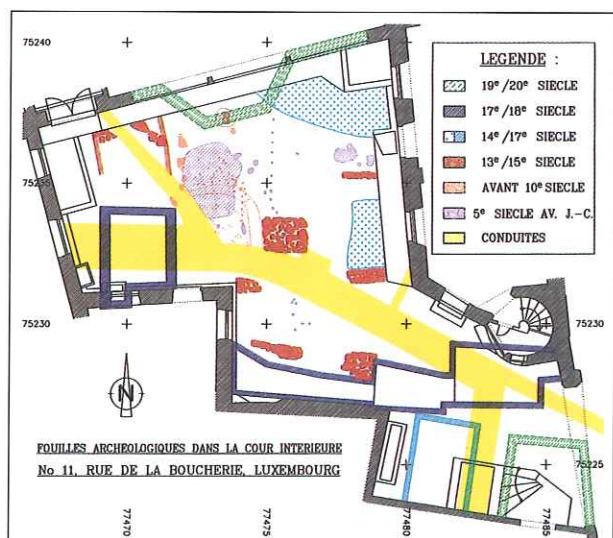 75240
75235
75230
75230
75225
77470
77475
77480
77485
LEGENDE :
19e/20e SIECLE
17e/18e SIECLE
14e/17e SIECLE
13e/15e SIECLE
AVANT 10e SIECLE
5e SIECLE AV. J.-C.
CONDUITES
N
FOUILLES ARCHEOLOGIQUES DANS LA COUR INTERIEURE
No 11, RUE DE LA BOUCHERIE, LUXEMBOURG